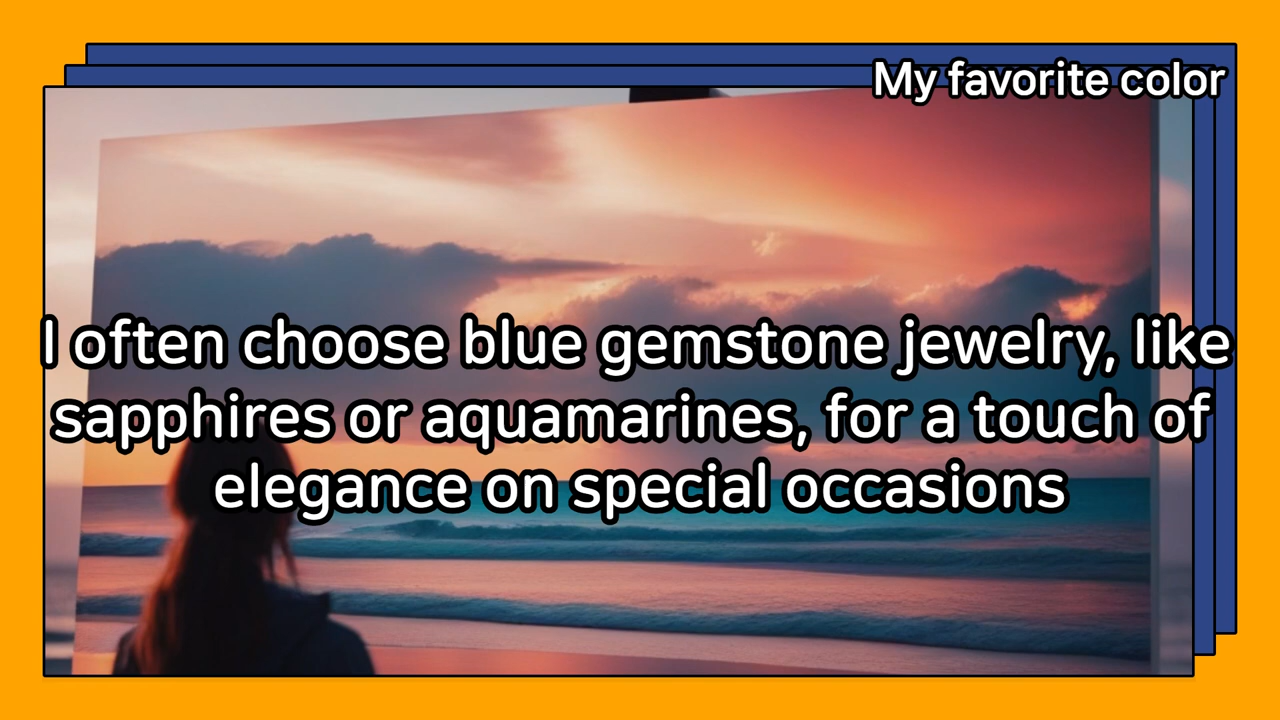 My favorite color
I often choose blue gemstone jewelry, like
sapphires or aquamarines, for a touch of
elegance on special occasions